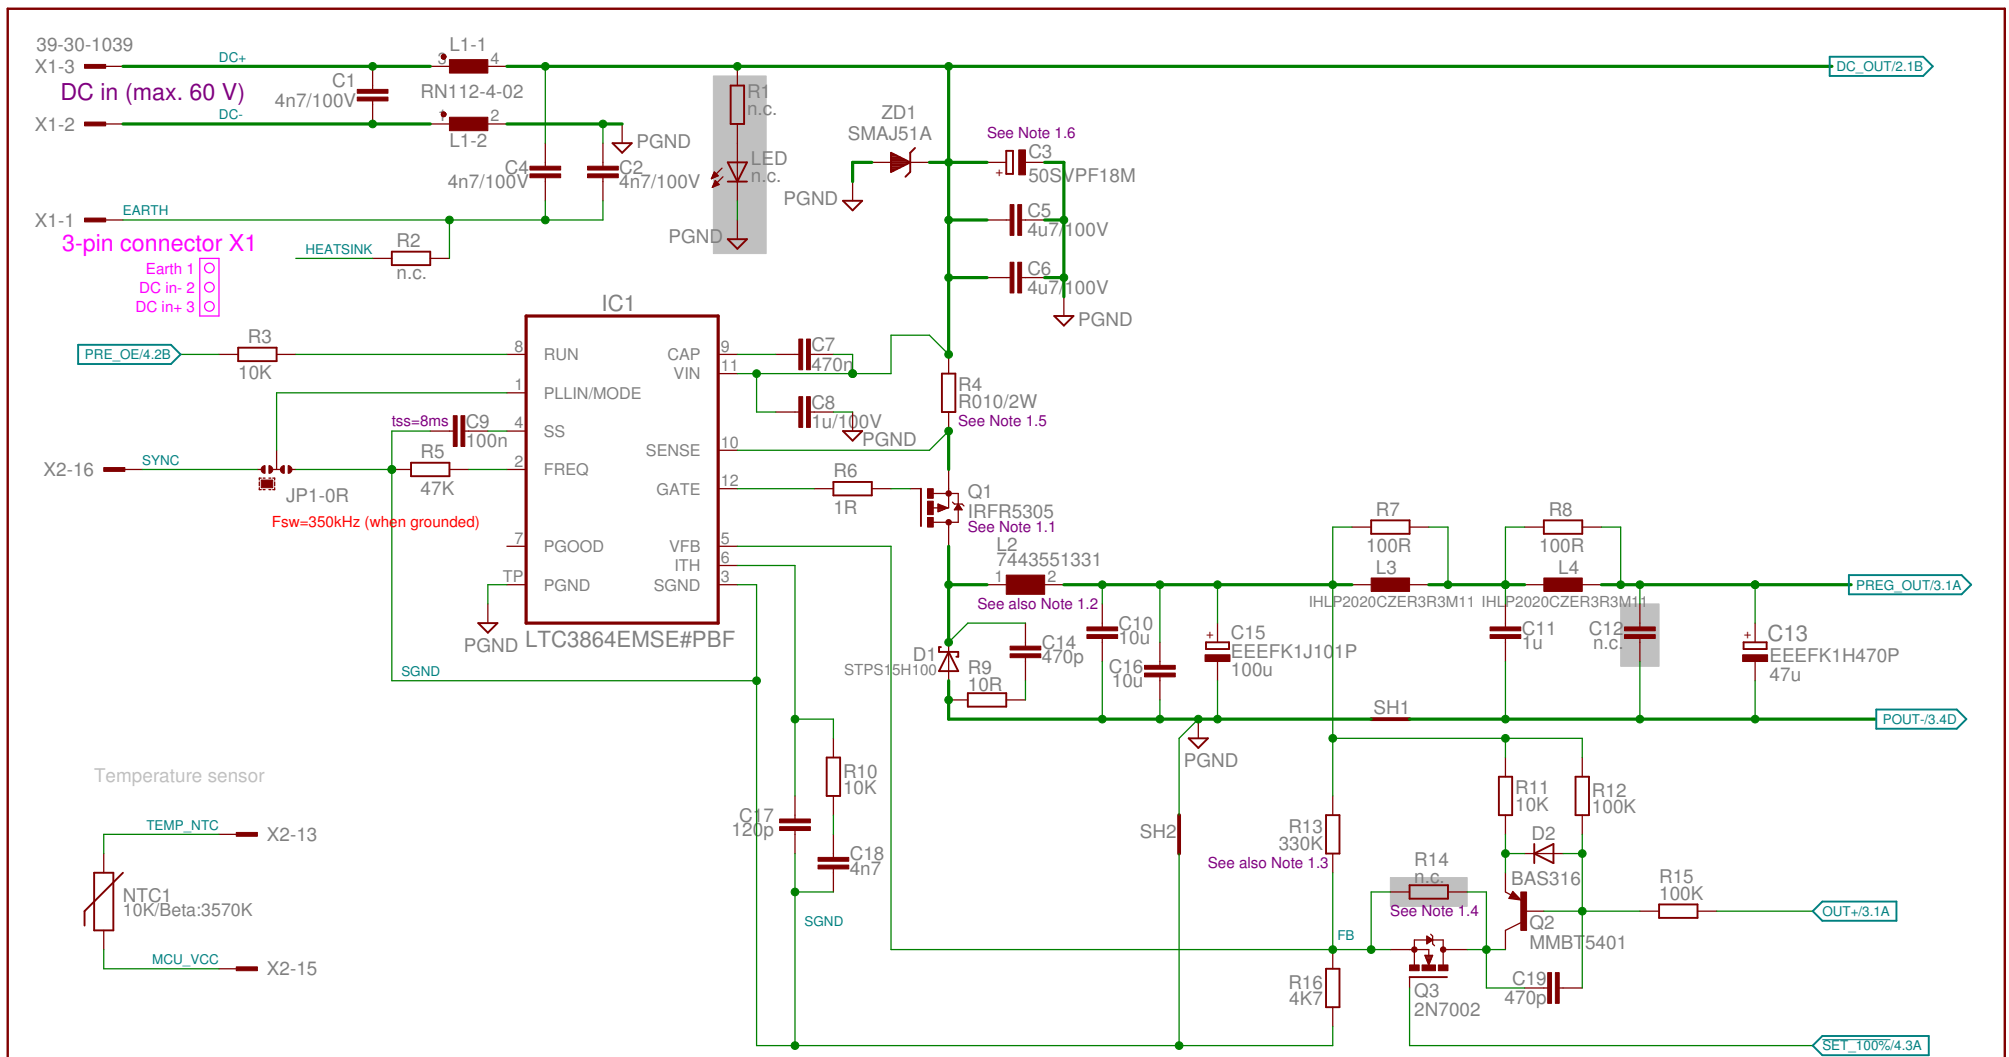 39-30-1039
X1-3
DC+
L1-1
3
4
RN112-4-02
C1
4n7/100V
DC in (max. 60 V)
DC-
X1-2
1
2
L1-2
PGND
C4
4n7/100V
C2
4n7/100V
EARTH
X1-1
3-pin connector X1
Earth 1
DC in- 2
DC in+ 3
HEATSINK
R2
n.c.
R1
n.c.
LED
n.c.
PGND
ZD1
SMAJ51A
PGND
See Note 1.6
C3
+
50SVPF18M
C5
4u7/100V
C6
4u7/100V
PGND
DC_OUT/2.1B
IC1
PRE_OE/4.2B
R3
10K
8
RUN
1
PLLIN/MODE
4
SS
2
FREQ
7
PGOOD
TP
PGND
CAP
9
VIN
11
SENSE
10
GATE
12
VFB
5
ITH
6
SGND
3
LTC3864EMSE#PBF
tss=8ms
C9
100n
R5
47K
X2-16
SYNC
JP1-0R
Fsw=350kHz (when grounded)
PGND
SGND
C7
470n
C8
1u/100V
PGND
R4
R010/2W
See Note 1.5
R6
1R
Q1
IRFR5305
See Note 1.1
L2
7443551331
1
2
See also Note 1.2
D1
STPS15H100
C14
470p
R9
10R
C10
10u
C16
10u
+
C15
EEEFK1J101P
100u
R7
100R
L3
IHLP2020CZER3R3M11
R8
100R
L4
IHLP2020CZER3R3M11
C11
1u
C12
n.c.
+
C13
EEEFK1H470P
47u
PREG_OUT/3.1A
SH1
POUT-/3.4D
PGND
SH2
Temperature sensor
TEMP_NTC
X2-13
NTC1
10K/Beta:3570K
MCU_VCC
X2-15
R10
10K
C17
120p
C18
4n7
SGND
R13
330K
See also Note 1.3
R11
10K
R12
100K
D2
BAS316
R14
n.c.
See Note 1.4
R15
100K
OUT+/3.1A
Q2
MMBT5401
FB
R16
4K7
Q3
2N7002
C19
470p
SET_100%/4.3A